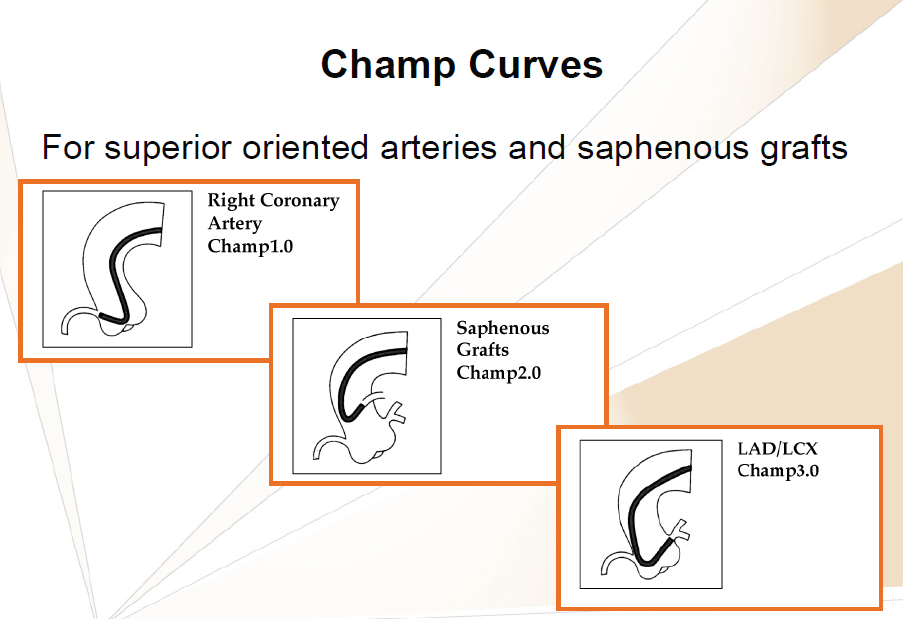 Champ Curves
For superior oriented arteries and saphenous grafts
Right Coronary
Artery
Champ1.0
Saphenous
Grafts
Champ2.0
LAD/LCX
Champ3.0